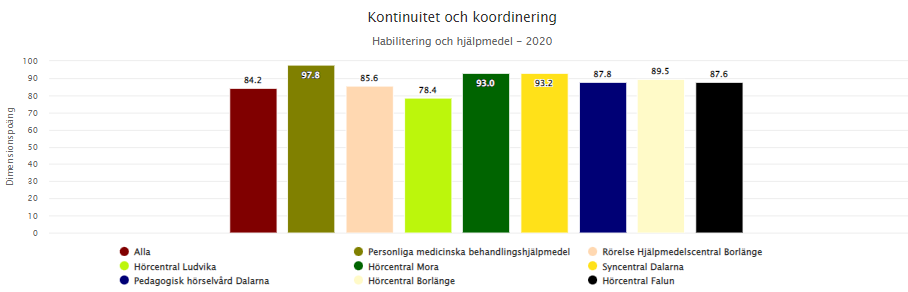 Kontinuitet och koordinering
Habilitering och hjälpmedel - 2020
Dimensionspoäng
100
90
80
70
60
50
40
30
20
10
0
84.2
97.8
85.6
78.4
93.0
93.2
87.8
89.5
87.6
Alla
Personliga medicinska behandlingshjälpmedel
Rörelse Hjälpmedelscentral Borlänge
Hörcentral Ludvika
Hörcentral Mora
Syncentral Dalarna
Pedagogisk hörselvård Dalarna
Hörcentral Borlänge
Hörcentral Falun